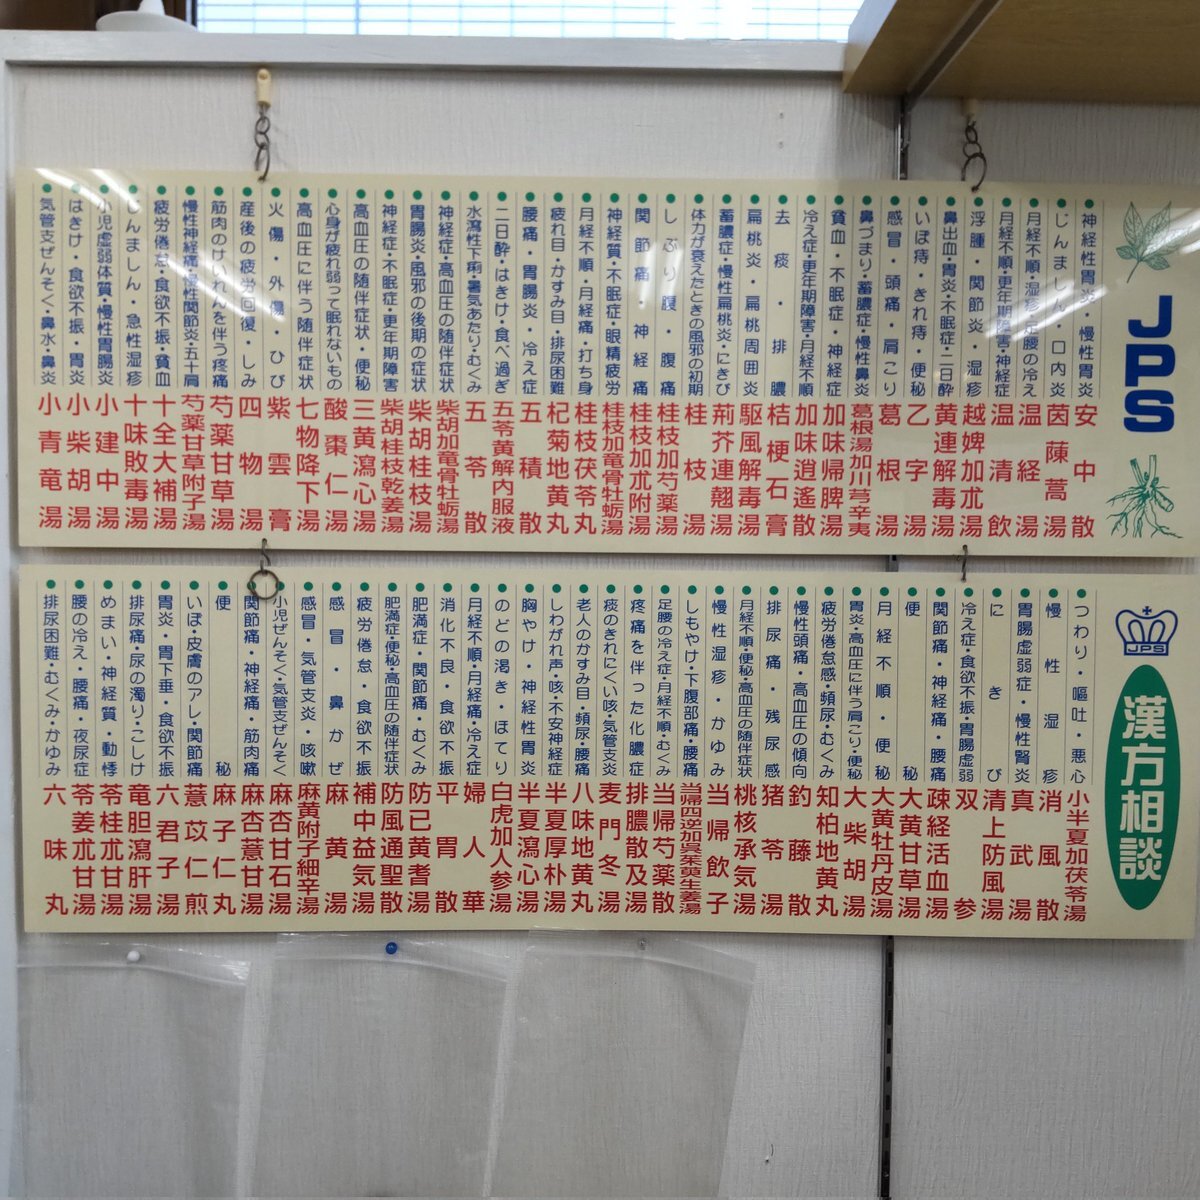 JPS
神経性胃炎・慢性胃炎 安中散
じんましん・口内炎 茵蔯蒿湯
月経不順・湿疹・足腰の冷え 温経湯
月経不順・更年期障害・神経症 温清飲
浮腫・関節炎・湿疹 越婢加朮湯
鼻出血・胃炎・不眠症・二日酔 黄連解毒湯
いぼ痔・きれ痔・便秘 乙字湯
感冒・頭痛・肩こり 葛根湯
鼻づまり・蓄膿症・慢性鼻炎 葛根湯加川芎辛夷
貧血・不眠症・神経症 加味帰脾湯
冷え症・更年期障害・月経不順 加味逍遙散
去痰・排膿 桔梗石膏
扁桃炎・扁桃周囲炎 駆風解毒湯
蓄膿症・慢性扁桃炎・にきび 荊芥連翹湯
体力が衰えたときの風邪の初期 桂枝湯
しぶり腹・腹痛 桂枝加芍薬湯
関節痛・神経痛 桂枝加朮附湯
神経質・不眠症・眼精疲労 桂枝加竜骨牡蛎湯
月経不順・月経痛・打ち身 桂枝茯苓丸
疲れ目・かすみ目・排尿困難 杞菊地黄丸
腰痛・胃腸炎・冷え症 五積散
二日酔・はきけ・食べ過ぎ 五苓黄解内服液
水瀉性下痢・暑気あたり・むくみ 五苓散
神経症・高血圧の随伴症状 柴胡加竜骨牡蛎湯
胃腸炎・風邪の後期の症状 柴胡桂枝湯
神経症・不眠症・更年期障害 柴胡桂枝乾姜湯
高血圧の随伴症状・便秘 三黄瀉心湯
心身が疲れ弱って眠れないもの 酸棗仁湯
高血圧に伴う随伴症状 七物降下湯
火傷・外傷・ひび 紫雲膏
産後の疲労回復・しみ 四物湯
筋肉のけいれんを伴う疼痛 芍薬甘草湯
慢性神経痛・慢性関節炎・五十肩 芍薬甘草附子湯
疲労倦怠・食欲不振・貧血 十全大補湯
じんましん・急性湿疹 十味敗毒湯
小児虚弱体質・慢性胃腸炎 小建中湯
はきけ・食欲不振・胃炎 小柴胡湯
気管支ぜんそく・鼻水・鼻炎 小青竜湯
JPS
漢方相談
つわり・嘔吐・悪心 小半夏加茯苓湯
慢性湿疹 消風散
胃腸虚弱症・慢性腎炎 真武湯
にきび 清上防風湯
冷え症・食欲不振・胃腸虚弱 双参
関節痛・神経痛・腰痛 疎経活血湯
便秘 大黄甘草湯
月経不順・便秘 大黄牡丹皮湯
胃炎・高血圧に伴う肩こり・便秘 大柴胡湯
疲労倦怠感・頻尿・むくみ 知柏地黄丸
慢性頭痛・高血圧の傾向 釣藤散
排尿痛・残尿感 猪苓湯
月経不順・便秘・高血圧の随伴症状 桃核承気湯
慢性湿疹・かゆみ 当帰飲子
しもやけ・下腹部痛・腰痛 当帰四逆加呉茱萸生姜湯
足腰の冷え症・月経不順・むくみ 当帰芍薬散
疼痛を伴った化膿症 排膿散及湯
痰のきれにくい咳・気管支炎 麦門冬湯
老人のかすみ目・頻尿・腰痛 八味地黄丸
しわがれ声・咳・不安神経症 半夏厚朴湯
胸やけ・神経性胃炎 半夏瀉心湯
のどの渇き・ほてり 白虎加人参湯
月経不順・月経痛・冷え症 婦人華
消化不良・食欲不振 平胃散
肥満症・関節痛・むくみ 防已黄耆湯
肥満症・便秘・高血圧の随伴症状 防風通聖散
疲労倦怠・食欲不振 補中益気湯
感冒・鼻かぜ 麻黄湯
感冒・気管支炎・咳嗽 麻黄附子細辛湯
小児ぜんそく・気管支ぜんそく 麻杏甘石湯
関節痛・神経痛・筋肉痛 麻杏薏甘湯
便秘 麻子仁丸
いぼ・皮膚のアレ・関節痛 薏苡仁煎
胃炎・胃下垂・食欲不振 六君子湯
排尿痛・尿の濁り・こしけ 竜胆瀉肝湯
めまい・神経質・動悸 苓桂朮甘湯
腰の冷え・腰痛・夜尿症 苓姜朮甘湯
排尿困難・むくみ・かゆみ 六味丸